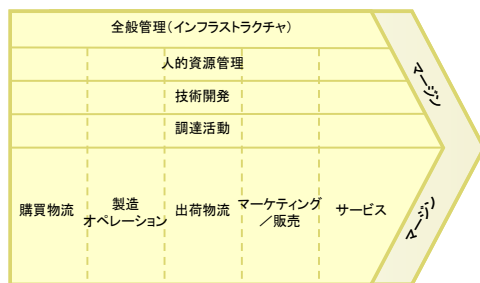 全般管理（インフラストラクチャ）
人的資源管理
技術開発
調達活動
マージン
購買物流
製造
オペレーション
出荷物流
マーケティング
／販売
サービス
マージン